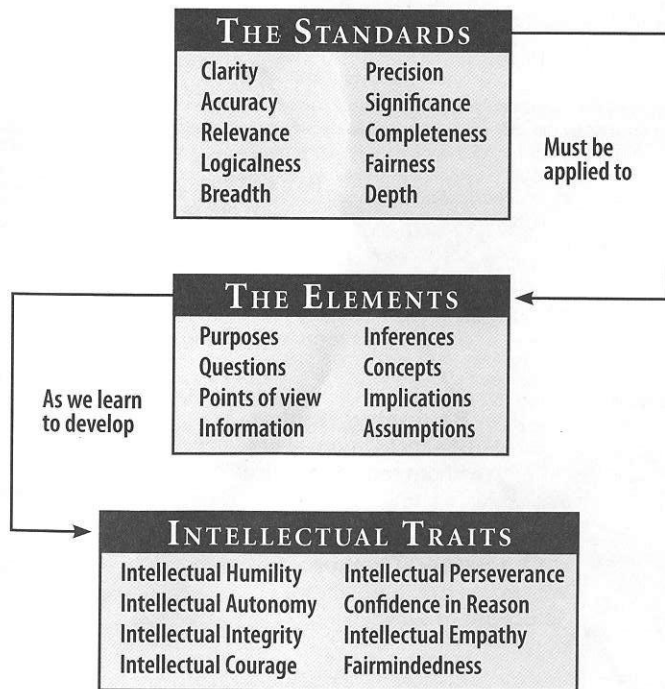 THE STANDARDS
Clarity Precision
Accuracy Significance
Relevance Completeness
Logicalness Fairness
Breadth Depth
Must be
applied to
THE ELEMENTS
Purposes Inferences
Questions Concepts
Points of view Implications
Information Assumptions
As we learn
to develop
INTELLECTUAL TRAITS
Intellectual Humility Intellectual Perseverance
Intellectual Autonomy Confidence in Reason
Intellectual Integrity Intellectual Empathy
Intellectual Courage Fairmindedness